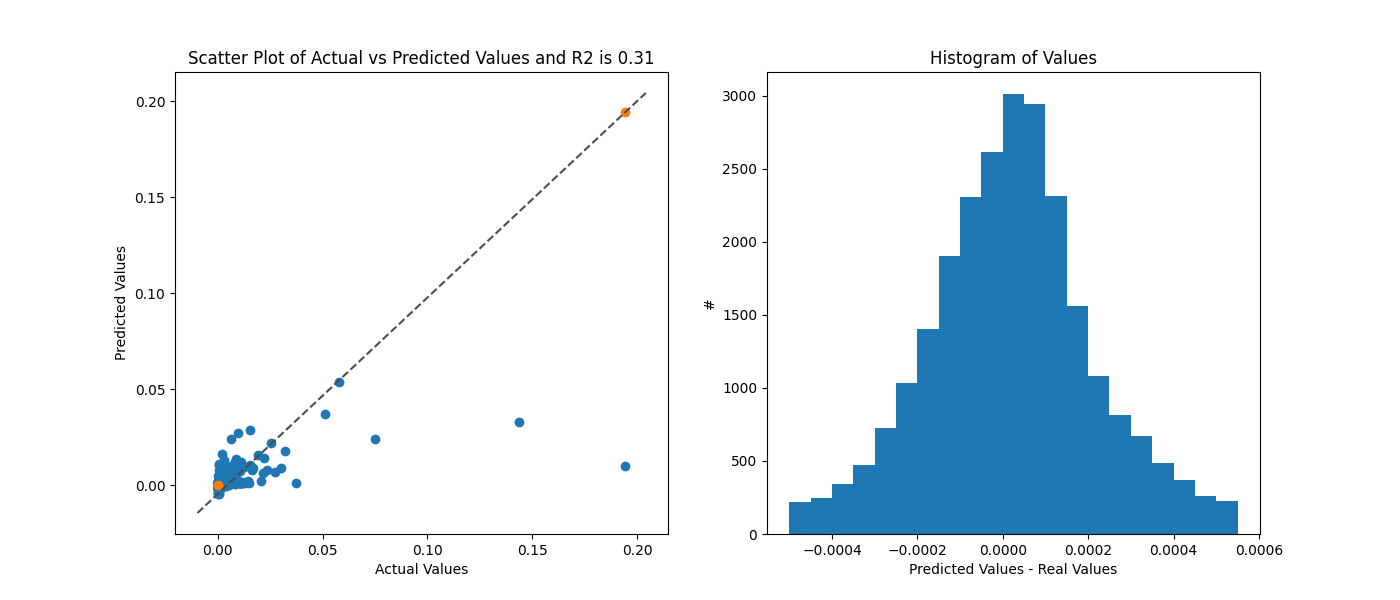 Scatter Plot of Actual vs Predicted Values and R2 is 0.31
0.20
0.15
0.10
0.05
0.00
Predicted Values
0.00 0.05 0.10 0.15 0.20
Actual Values
Histogram of Values
3000
2500
2000
1500
1000
500
0
#
−0.0004 −0.0002 0.0000 0.0002 0.0004 0.0006
Predicted Values - Real Values